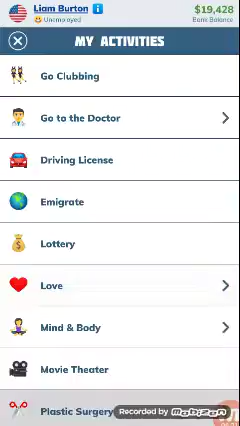 Liam Burton
$19,428
Unemployed
Bank Balance
MY ACTIVITIES
Go Clubbing
Go to the Doctor
Driving License
Emigrate
Lottery
Love
Mind & Body
Movie Theater
Plastic Surgery
Recorded by
Mobizen